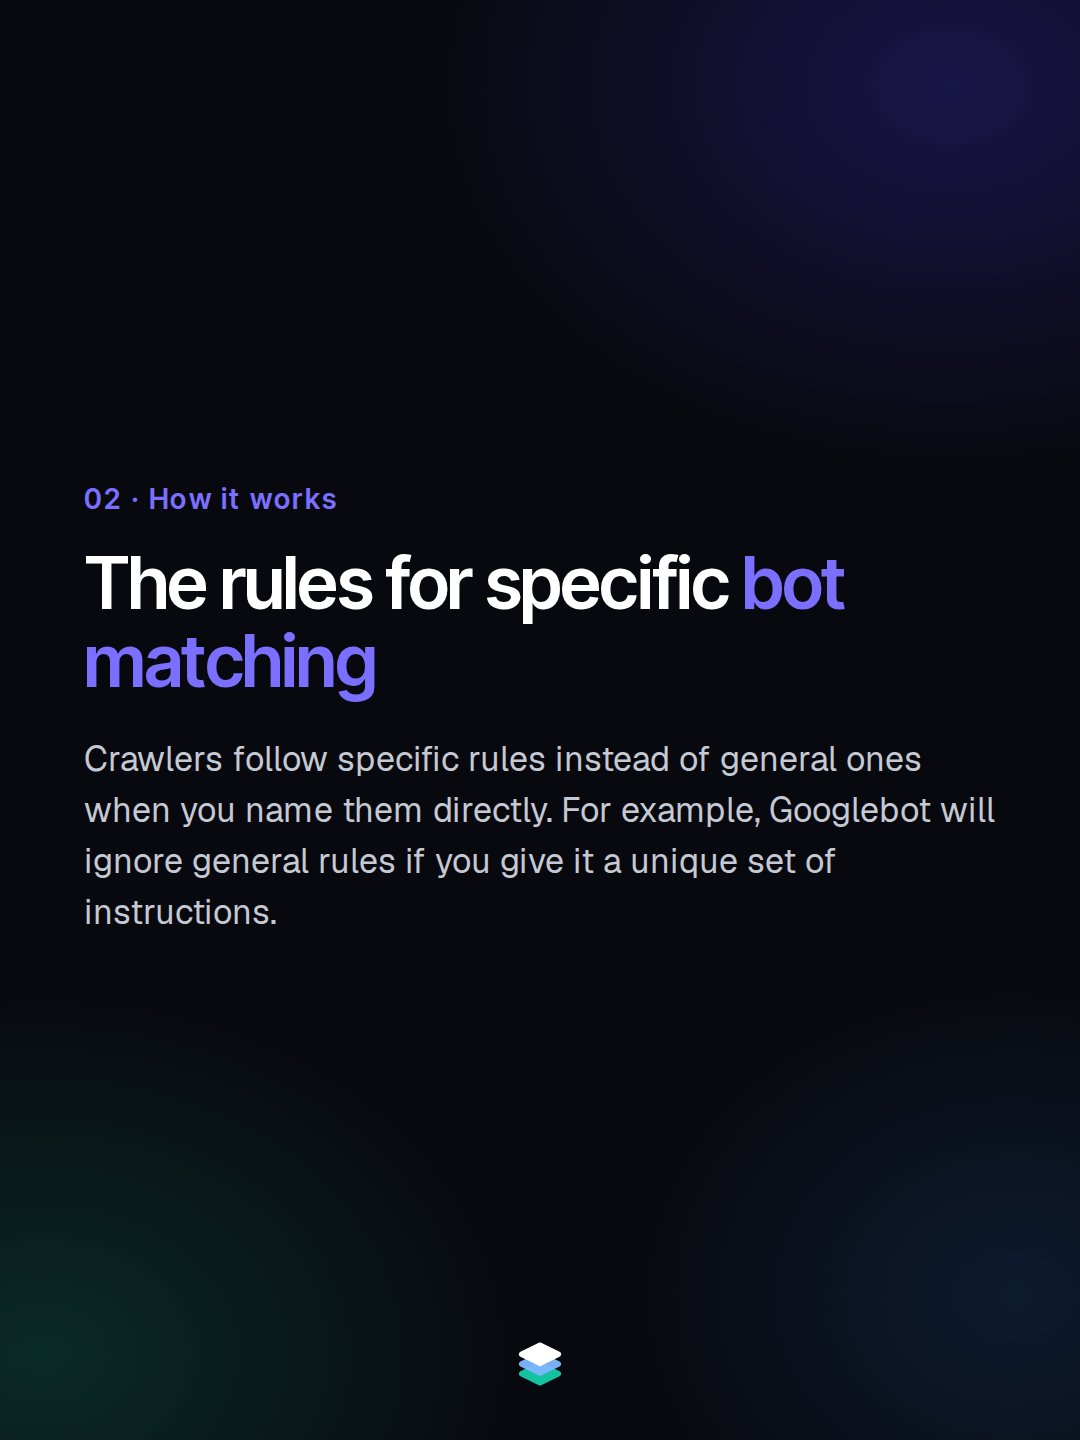 02 · How it works
The rules for specific bot
matching
Crawlers follow specific rules instead of general ones
when you name them directly. For example, Googlebot will
ignore general rules if you give it a unique set of
instructions.